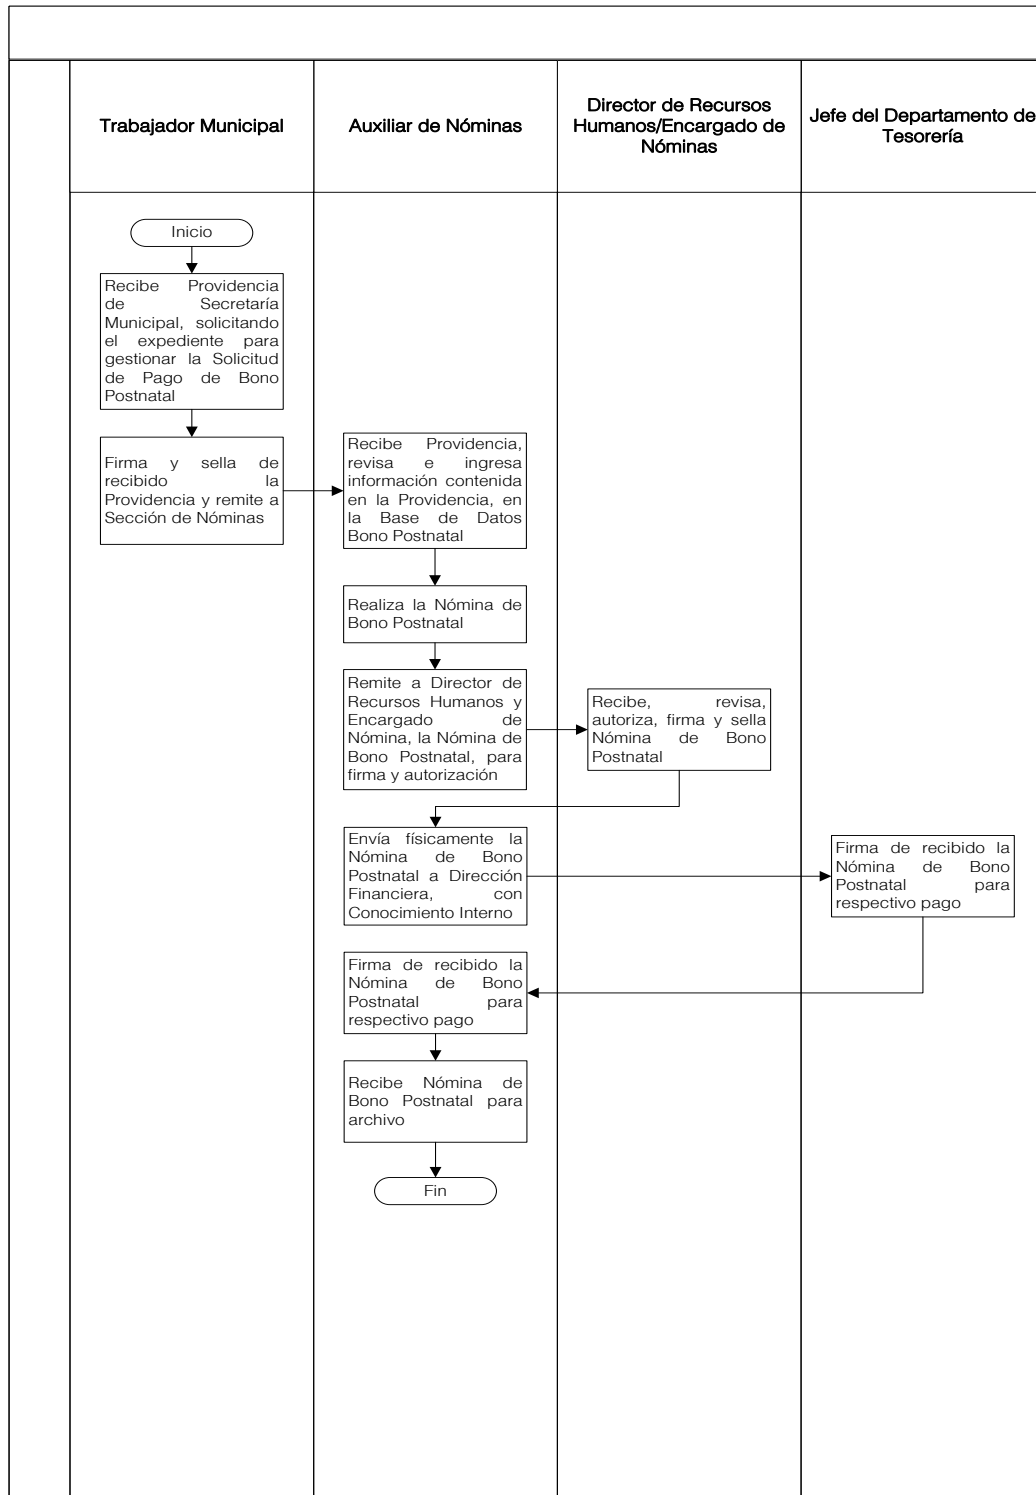 Trabajador Municipal
Auxiliar de Nóminas
Director de Recursos
Humanos/Encargado de
Nóminas
Jefe del Departamento de
Tesorería
Inicio
Recibe Providencia
de Secretaría
Municipal, solicitando
el expediente para
gestionar la Solicitud
de Pago de Bono
Postnatal
Firma y sella de
recibido la
Providencia y remite a
Sección de Nóminas
Recibe Providencia,
revisa e ingresa
información contenida
en la Providencia, en
la Base de Datos
Bono Postnatal
Realiza la Nómina de
Bono Postnatal
Remite a Director de
Recursos Humanos y
Encargado de
Nómina, la Nómina de
Bono Postnatal, para
firma y autorización
Recibe, revisa,
autoriza, firma y sella
Nómina de Bono
Postnatal
Envía físicamente la
Nómina de Bono
Postnatal a Dirección
Financiera, con
Conocimiento Interno
Firma de recibido la
Nómina de Bono
Postnatal para
respectivo pago
Firma de recibido la
Nómina de Bono
Postnatal para
respectivo pago
Recibe Nómina de
Bono Postnatal para
archivo
Fin